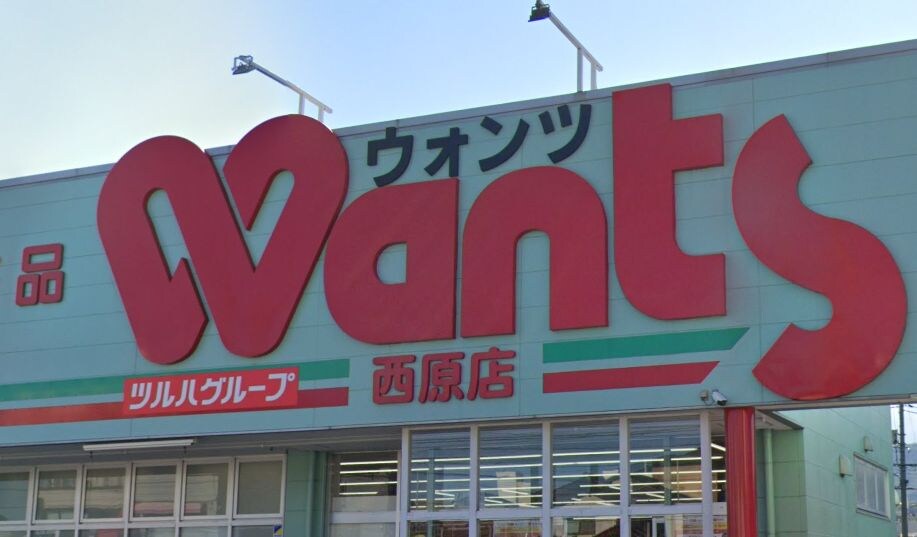 ウォンツ
Wants
品
ツルハグループ
西原店